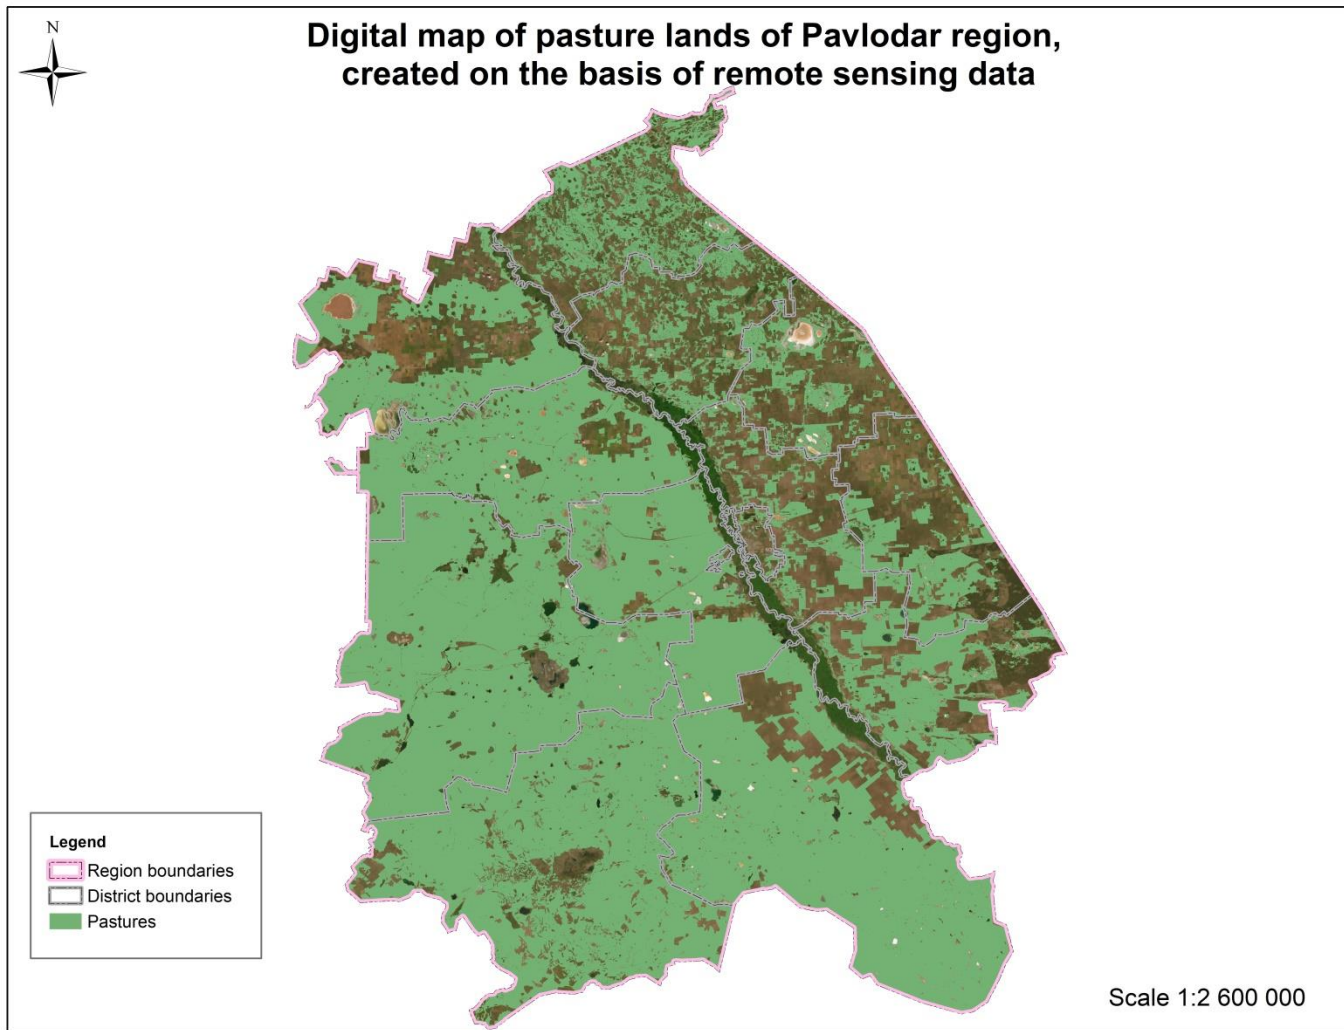 N
Digital map of pasture lands of Pavlodar region,
created on the basis of remote sensing data
Legend
Region boundaries
District boundaries
Pastures
Scale 1:2 600 000